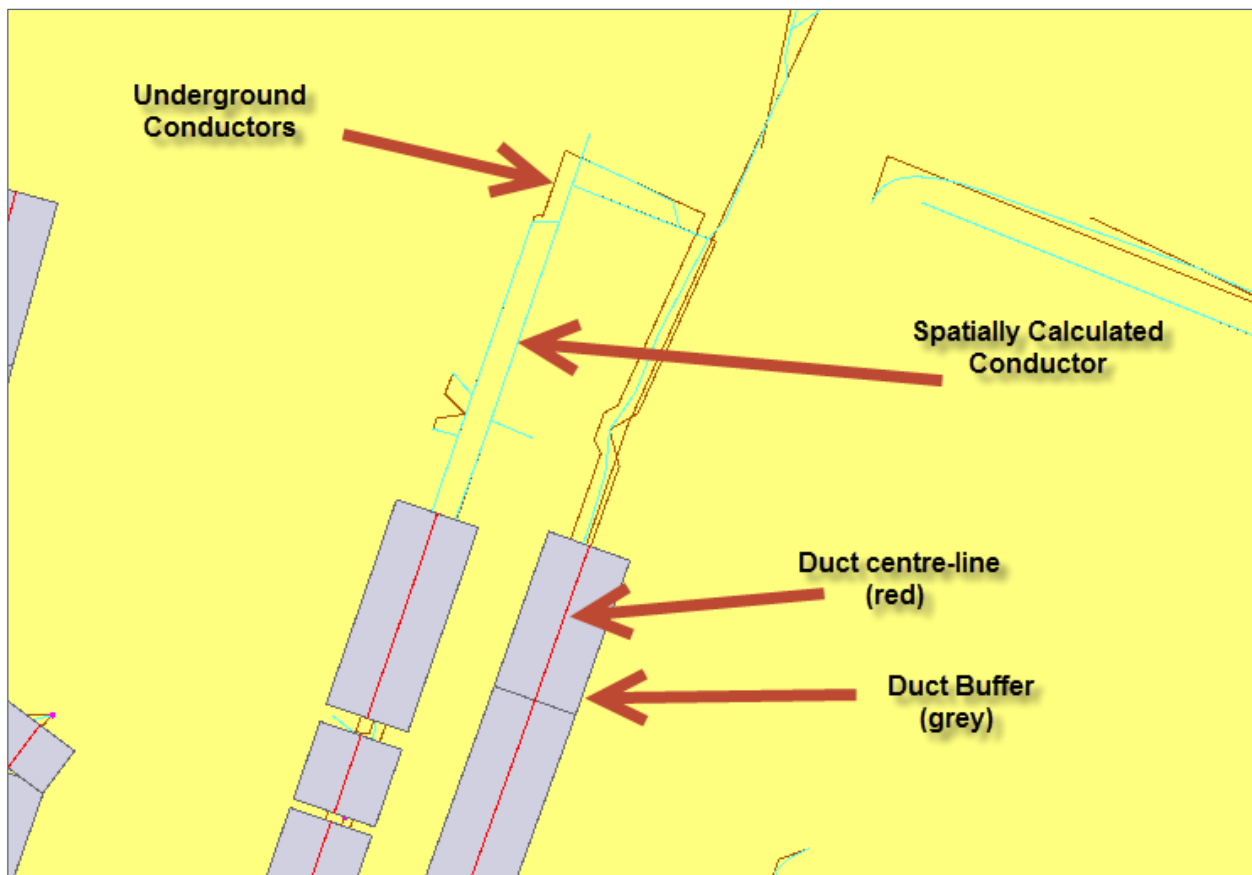 Underground
Conductors
Spatially Calculated
Conductor
Duct centre-line
(red)
Duct Buffer
(grey)